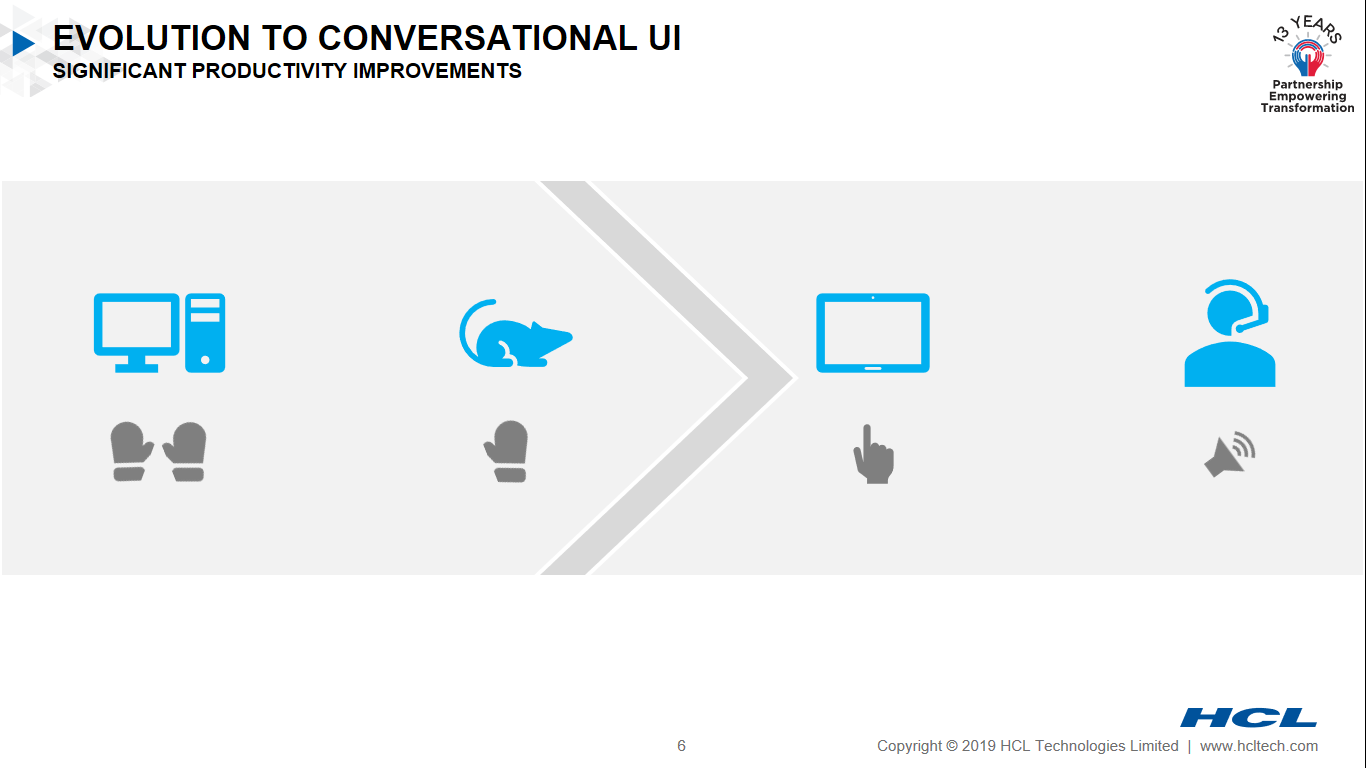 EVOLUTION TO CONVERSATIONAL UI
SIGNIFICANT PRODUCTIVITY IMPROVEMENTS
13 YEARS
Partnership
Empowering
Transformation
HCL
6
Copyright © 2019 HCL Technologies Limited | www.hcltech.com